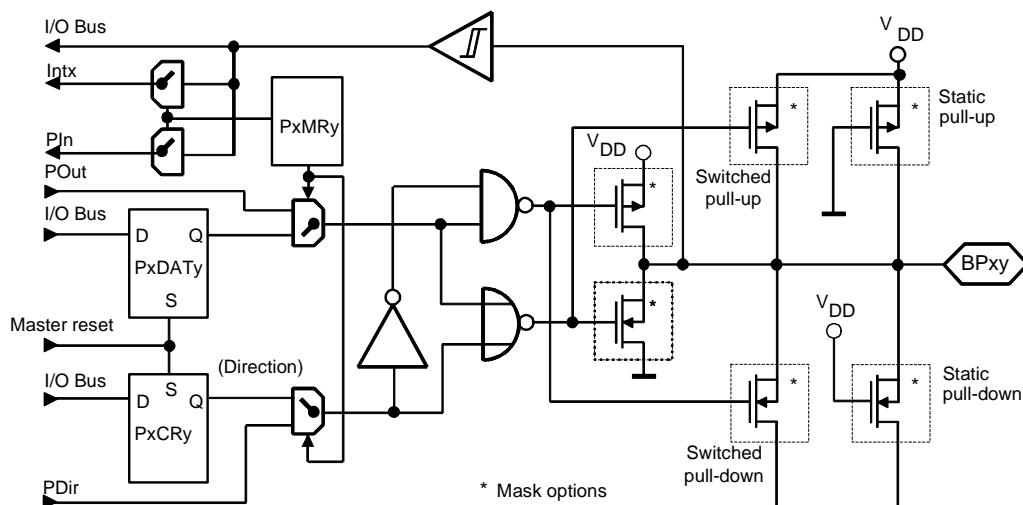 I/O Bus
Intx
PIn
POut
I/O Bus
D
Q
PxDATy
S
Master reset
I/O Bus
S
(Direction)
D
Q
PxCRy
PDir
PxMRy
V DD
*
*
V DD
*
Switched
pull-up
*
Static
pull-up
BPxy
V DD
*
Switched
pull-down
*
Static
pull-down
* Mask options